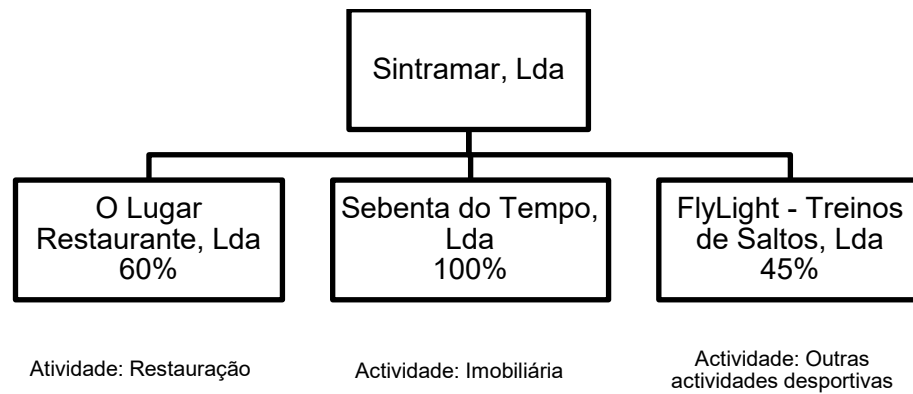 Sintramar, Lda
O Lugar
Restaurante, Lda
60%
Sebenta do Tempo,
Lda
100%
FlyLight - Treinos
de Saltos, Lda
45%
Atividade: Restauração
Actividade: Imobiliária
Actividade: Outras
actividades desportivas